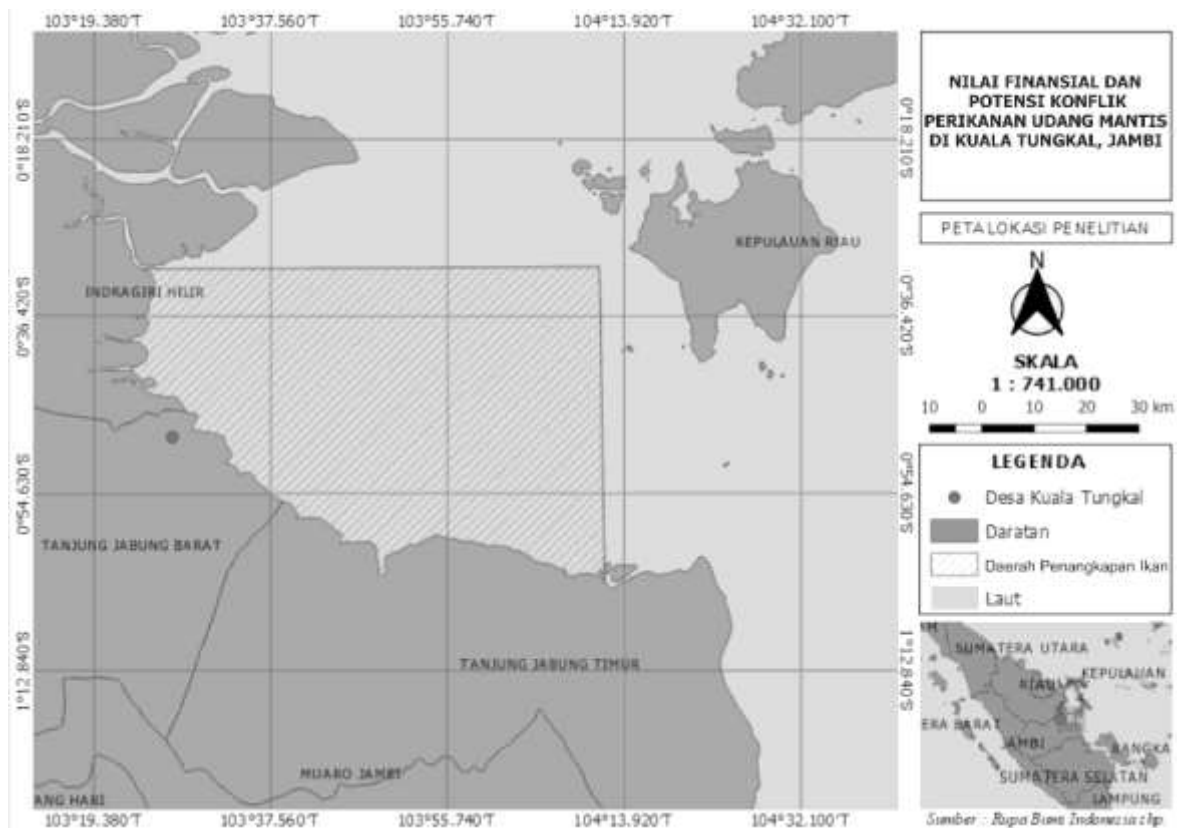 103°19.380'T 103°37.560'T 103°55.740'T 104°13.920'T 104°32.100'T
0°18.210'S
0°36.420'S
0°54.630'S
1°12.840'S
INDRAGIRI HILIR
KEPULAUAN RIAU
TANJUNG JABUNG BARAT
TANJUNG JABUNG TIMUR
MUARO JAMBI
ANG HARI
0°18.210'S
0°36.420'S
0°54.630'S
1°12.840'S
103°19.380'T 103°37.560'T 103°55.740'T 104°13.920'T 104°32.100'T
NILAI FINANSIAL DAN
POTENSI KONFLIK
PERIKANAN UDANG MANTIS
DI KUALA TUNGKAL, JAMBI
PETA LOKASI PENELITIAN
N
SKALA
1 : 741.000
10 0 10 20 30 km
LEGENDA
Desa Kuala Tungkal
Daratan
Daerah Penangkapan Ikan
Laut
SUMATERA UTARA
KEPULAUAN
RIAU
ERA BARAT
JAMBI
BANGKA
SUMATERA SELATAN
LAMPUNG
Sumber : Rupa Bumi Indonesia